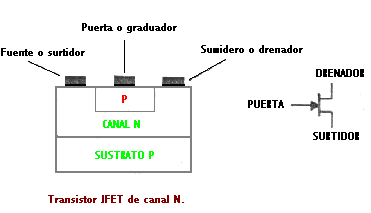 Puerta o graduador
Fuente o surtidor
Sumidero o drenador
P
CANAL N
SUSTRATO P
DRENADOR
PUERTA
SURTIDOR
Transistor JFET de canal N.